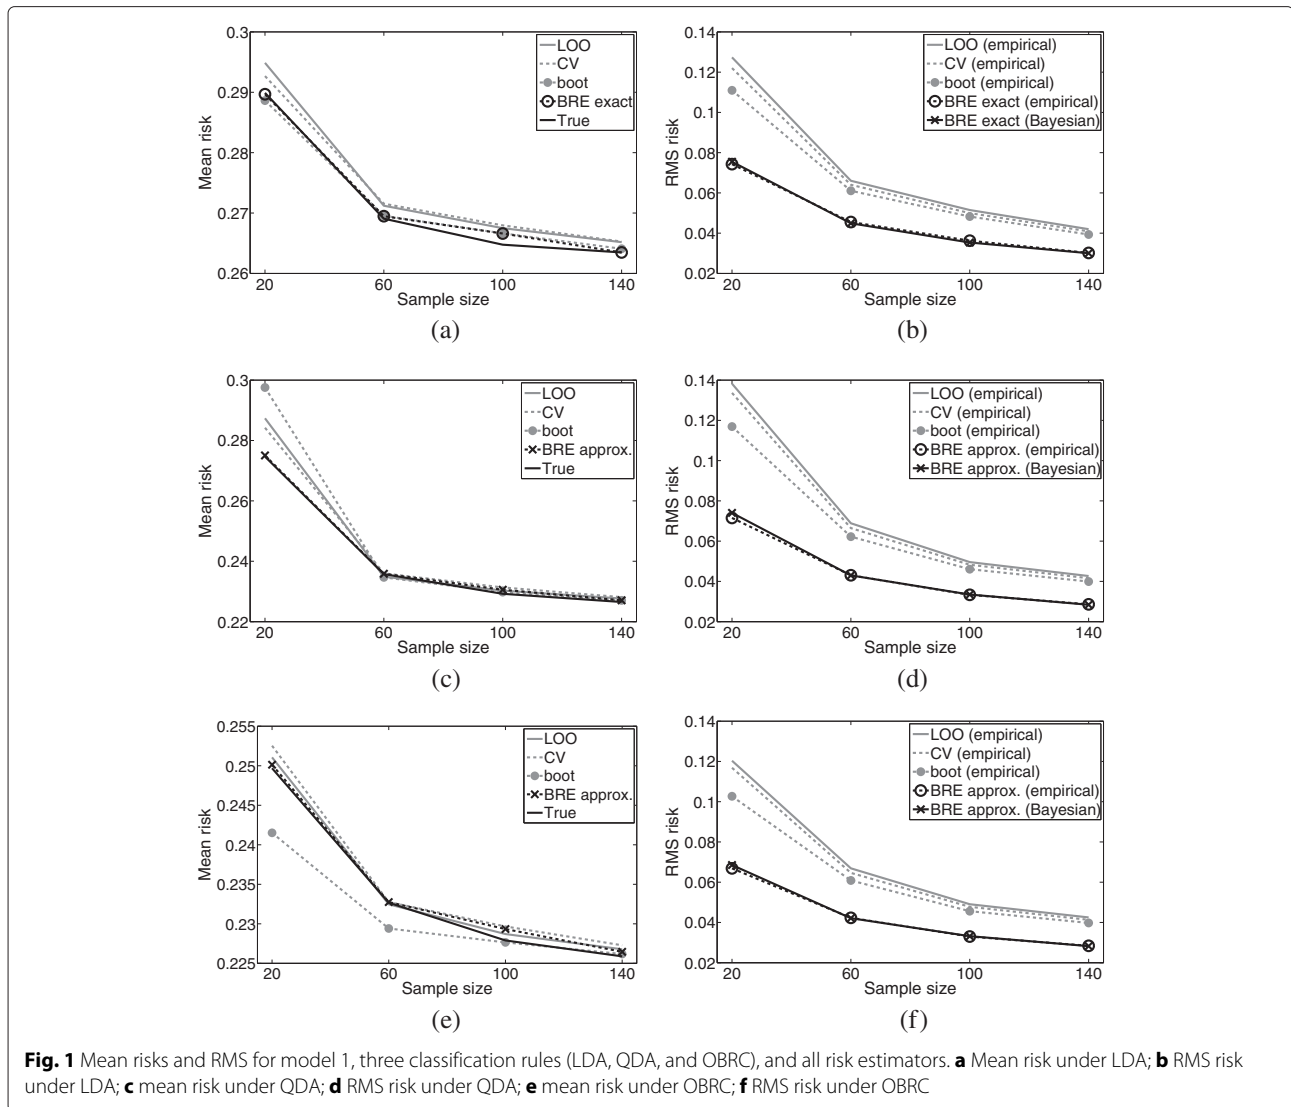 0.3
0.29
0.28
0.27
0.26
Mean risk
LOO
CV
boot
BRE exact
True
20 60 100 140
Sample size
(a)
0.14
0.12
0.1
0.08
0.06
0.04
0.02
RMS risk
LOO (empirical)
CV (empirical)
boot (empirical)
BRE exact (empirical)
BRE exact (Bayesian)
20 60 100 140
Sample size
(b)
0.3
0.28
0.26
0.24
0.22
Mean risk
LOO
CV
boot
BRE approx.
True
20 60 100 140
Sample size
(c)
0.14
0.12
0.1
0.08
0.06
0.04
0.02
RMS risk
LOO (empirical)
CV (empirical)
boot (empirical)
BRE approx. (empirical)
BRE approx. (Bayesian)
20 60 100 140
Sample size
(d)
0.255
0.25
0.245
0.24
0.235
0.23
0.225
Mean risk
LOO
CV
boot
BRE approx.
True
20 60 100 140
Sample size
(e)
0.14
0.12
0.1
0.08
0.06
0.04
0.02
RMS risk
LOO (empirical)
CV (empirical)
boot (empirical)
BRE approx. (empirical)
BRE approx. (Bayesian)
20 60 100 140
Sample size
(f)
Fig. 1 Mean risks and RMS for model 1, three classification rules (LDA, QDA, and OBRC), and all risk estimators. a Mean risk under LDA; b RMS risk
under LDA; c mean risk under QDA; d RMS risk under QDA; e mean risk under OBRC; f RMS risk under OBRC